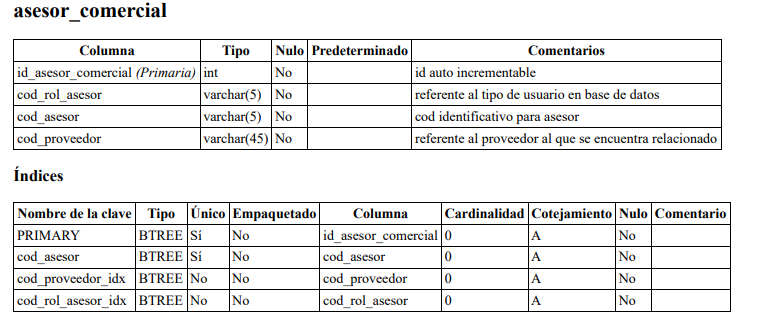 asesor_comercial
Columna Tipo Nulo Predeterminado Comentarios
id_asesor_comercial (Primaria) int No id auto incrementable
cod_rol_asesor varchar(5) No referente al tipo de usuario en base de datos
cod_asesor varchar(5) No cod identificativo para asesor
cod_proveedor varchar(45) No referente al proveedor al que se encuentra relacionado
Índices
Nombre de la clave Tipo Único Empaquetado Columna Cardinalidad Cotejamiento Nulo Comentario
PRIMARY BTREE Sí No id_asesor_comercial 0 A No
cod_asesor BTREE Sí No cod_asesor 0 A No
cod_proveedor_idx BTREE No No cod_proveedor 0 A No
cod_rol_asesor_idx BTREE No No cod_rol_asesor 0 A No